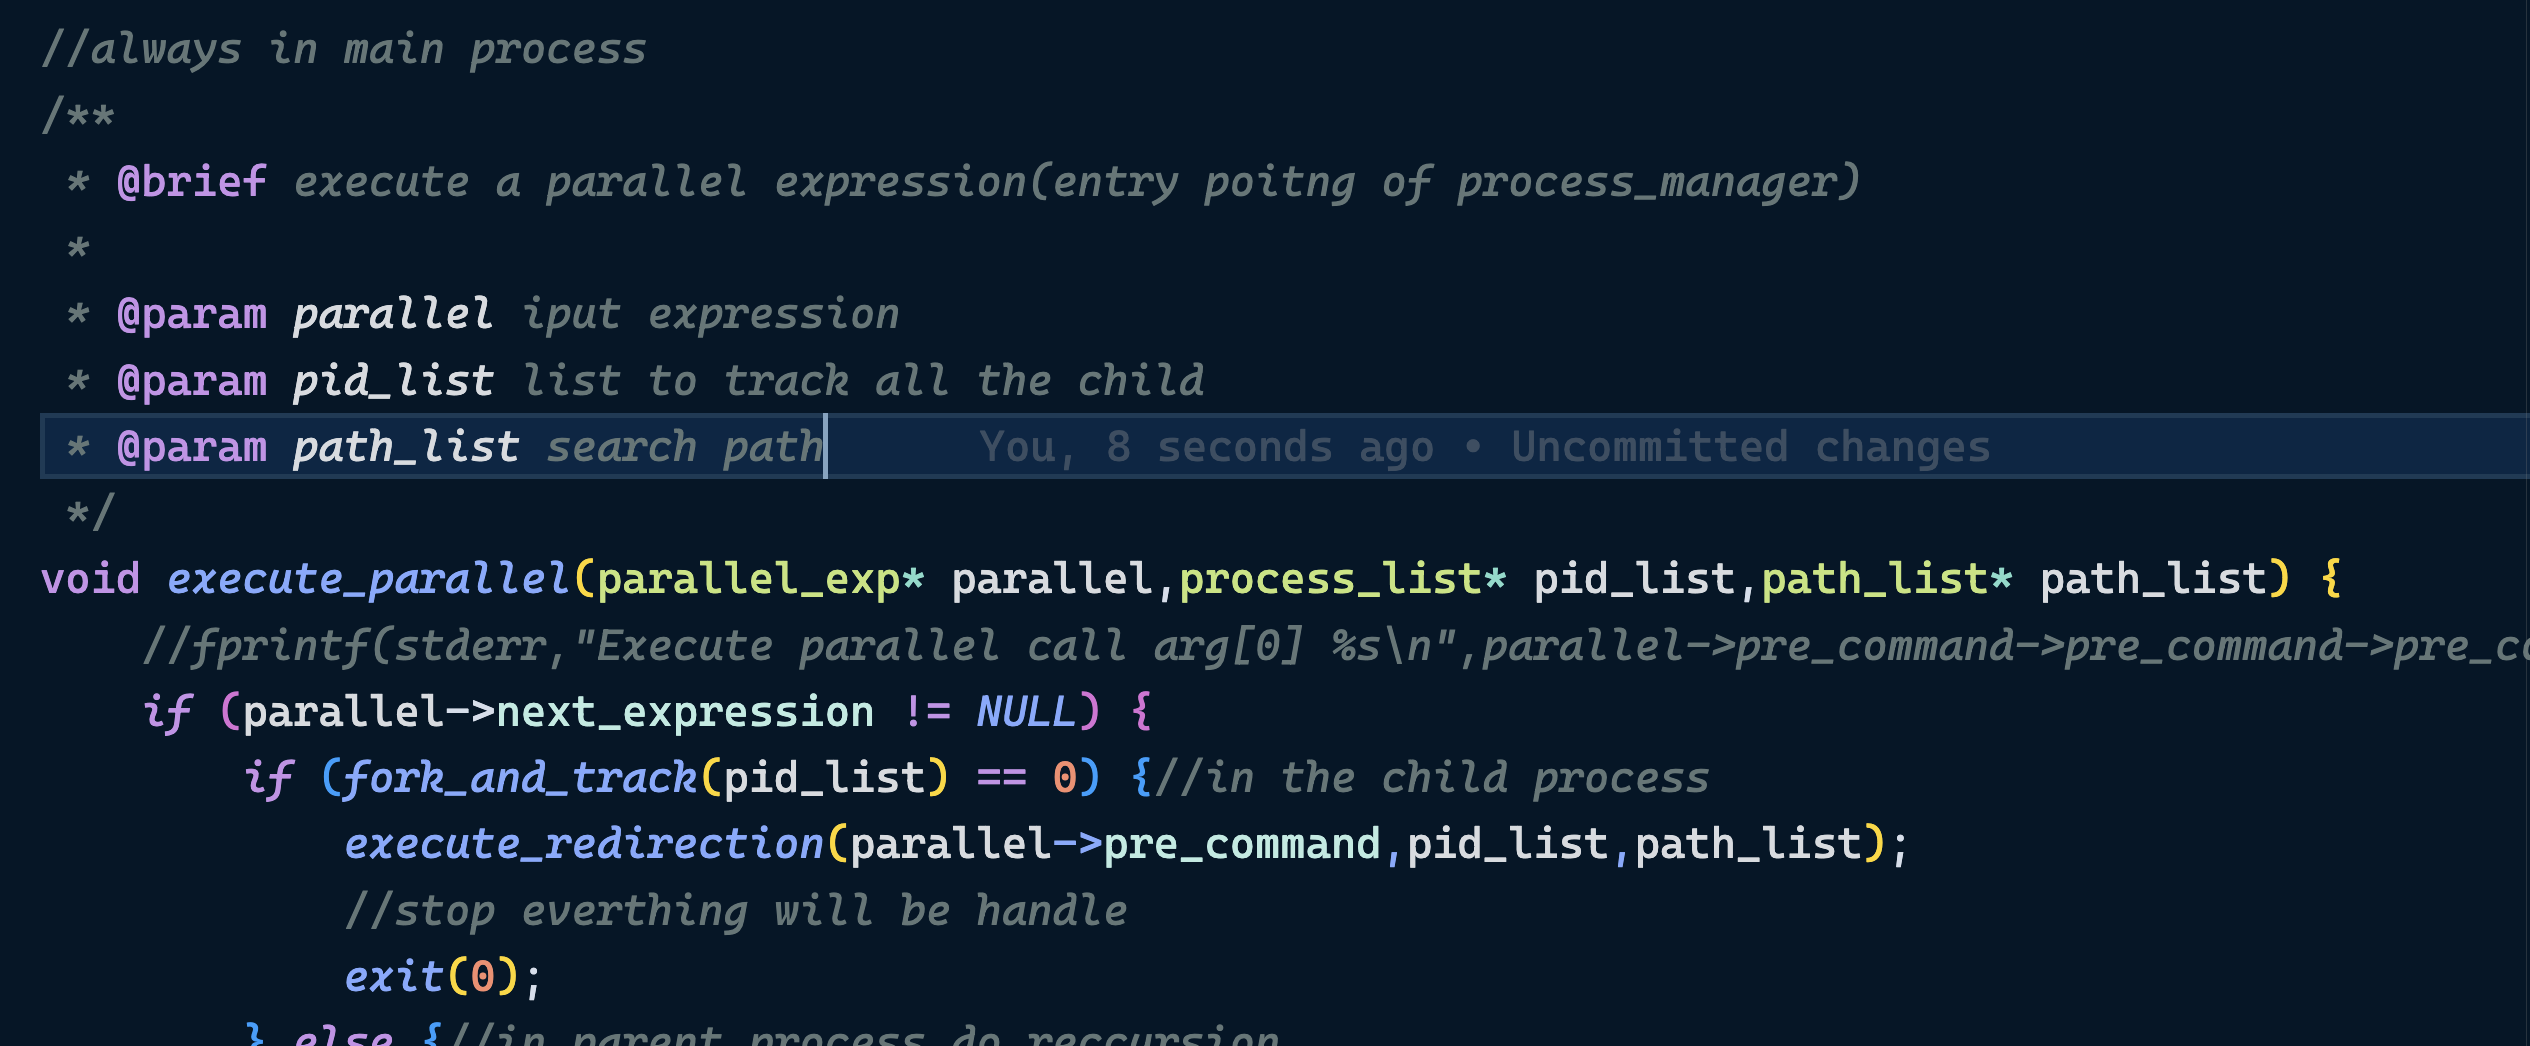 //always in main process
/**
 * @brief execute a parallel expression(entry poitng of process_manager)
 *
 * @param parallel iput expression
 * @param pid_list list to track all the child
 * @param path_list search path You, 8 seconds ago • Uncommitted changes
 */
void execute_parallel(parallel_exp* parallel,process_list* pid_list,path_list* path_list) {
    //fprintf(stderr,"Execute parallel call arg[0] %s\n",parallel->pre_command->pre_command->pre_c
    if (parallel->next_expression != NULL) {
        if (fork_and_track(pid_list) == 0) {//in the child process
            execute_redirection(parallel->pre_command,pid_list,path_list);
            //stop everthing will be handle
            exit(0);
        } else {//in parent process do reccursion